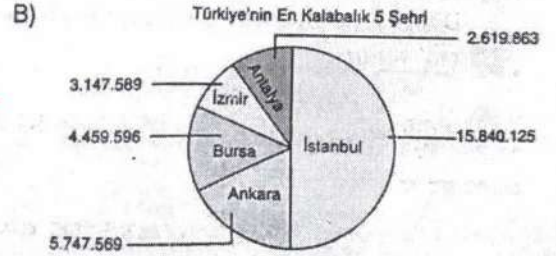 B)
Türkiye'nin En Kalabalık 5 Şehri
2.619.863
3.147.589
Antalya
İzmir
4.459.596
İstanbul
15.840.125
Bursa
Ankara
5.747.569